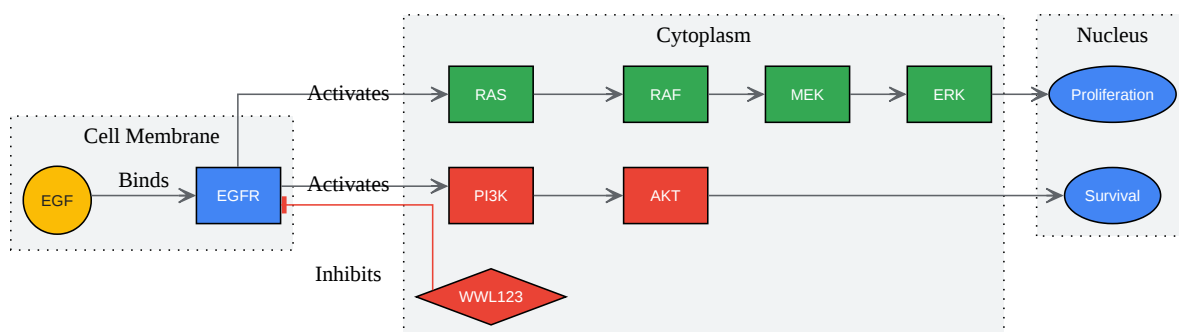 Cytoplasm
Nucleus
Activates
RAS
RAF
MEK
ERK
Proliferation
Cell Membrane
EGF
Binds
EGFR
Activates
PI3K
AKT
Survival
Inhibits
WWL123